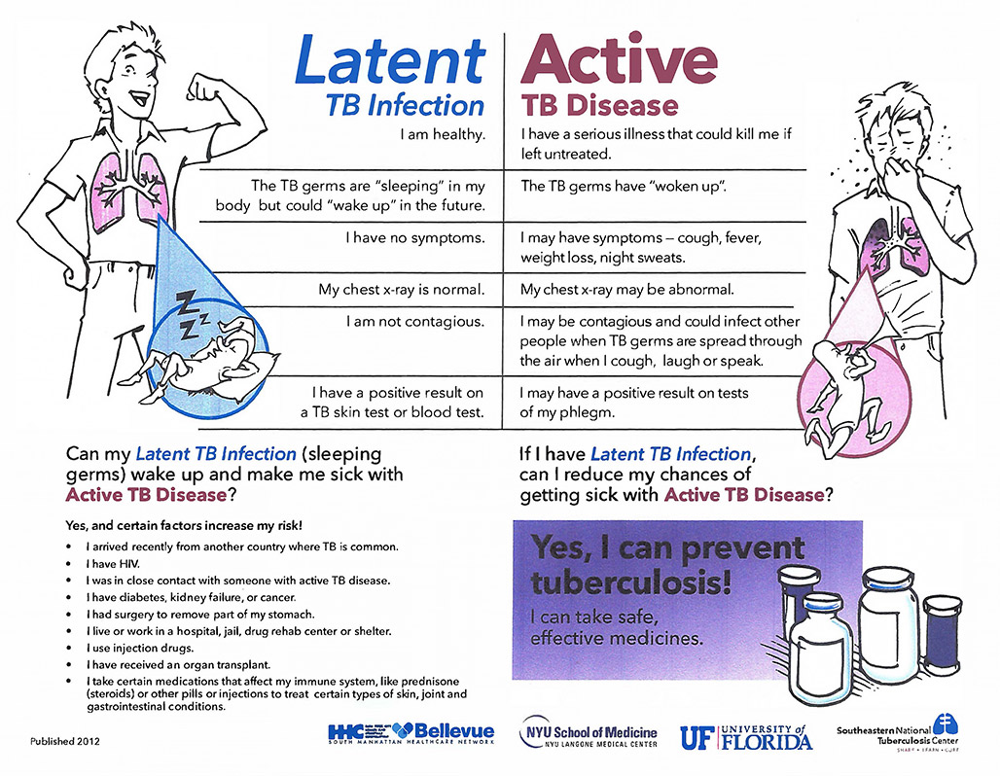 Latent
TB Infection
Active
TB Disease
I am healthy.
I have a serious illness that could kill me if
left untreated.
The TB germs are “sleeping” in my
body but could “wake up” in the future.
The TB germs have “woken up”.
I have no symptoms.
I may have symptoms – cough, fever,
weight loss, night sweats.
My chest x-ray is normal.
My chest x-ray may be abnormal.
I am not contagious.
I may be contagious and could infect other
people when TB germs are spread through
the air when I cough, laugh or speak.
I have a positive result on
a TB skin test or blood test.
I may have a positive result on tests
of my phlegm.
Z
Z
Z
Can my Latent TB Infection (sleeping
germs) wake up and make me sick with
Active TB Disease?
Yes, and certain factors increase my risk!
• I arrived recently from another country where TB is common.
• I have HIV.
• I was in close contact with someone with active TB disease.
• I have diabetes, kidney failure, or cancer.
• I had surgery to remove part of my stomach.
• I live or work in a hospital, jail, drug rehab center or shelter.
• I use injection drugs.
• I have received an organ transplant.
• I take certain medications that affect my immune system, like prednisone
(steroids) or other pills or injections to treat certain types of skin, joint and
gastrointestinal conditions.
If I have Latent TB Infection,
can I reduce my chances of
getting sick with Active TB Disease?
Yes, I can prevent
tuberculosis!
I can take safe,
effective medicines.
Published 2012
HHC
Bellevue
SOUTH MANHATTAN HEALTHCARE NETWORK
NYU School of Medicine
NYU LANGONE MEDICAL CENTER
UF UNIVERSITY of
FLORIDA
Southeastern National
Tuberculosis Center
SHARE • LEARN • CURE